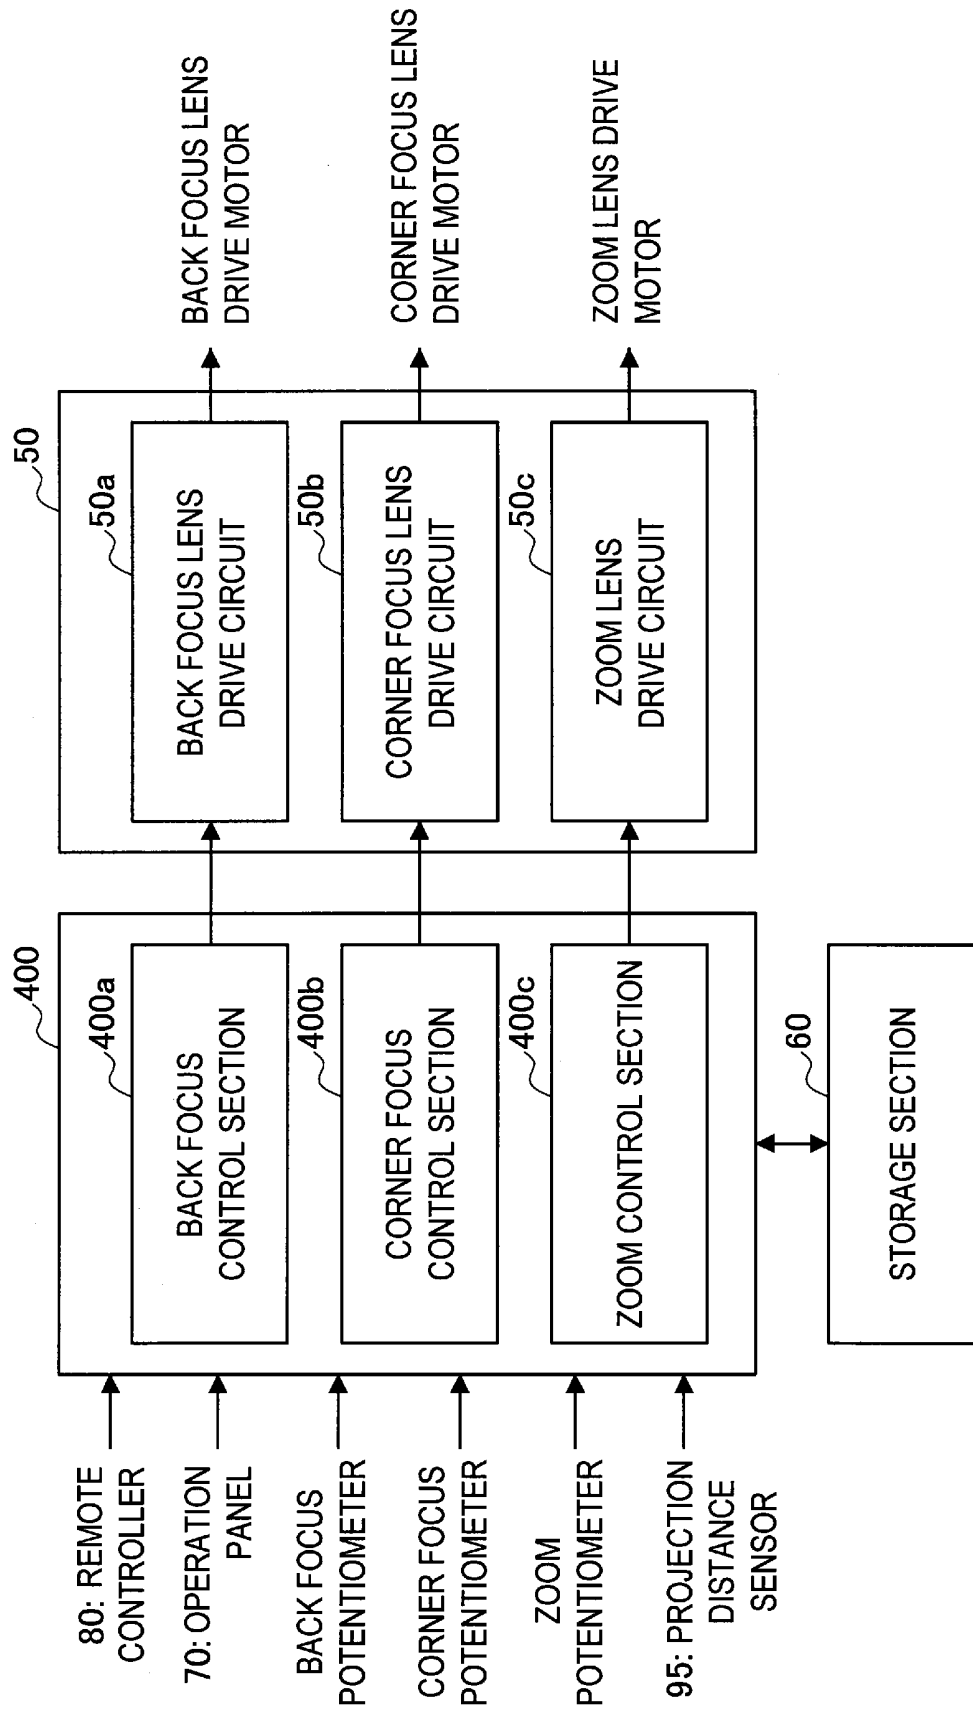 80: REMOTE
CONTROLLER
70: OPERATION
PANEL
BACK FOCUS
POTENTIOMETER
CORNER FOCUS
POTENTIOMETER
ZOOM
POTENTIOMETER
95: PROJECTION
DISTANCE
SENSOR
400
400a
BACK FOCUS
CONTROL SECTION
400b
CORNER FOCUS
CONTROL SECTION
400c
ZOOM CONTROL SECTION
60
STORAGE SECTION
50
50a
BACK FOCUS LENS
DRIVE CIRCUIT
50b
CORNER FOCUS LENS
DRIVE CIRCUIT
50c
ZOOM LENS
DRIVE CIRCUIT
BACK FOCUS LENS
DRIVE MOTOR
CORNER FOCUS LENS
DRIVE MOTOR
ZOOM LENS DRIVE
MOTOR